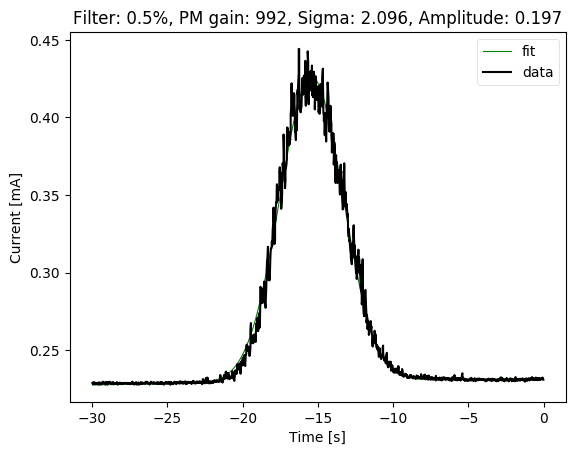 Filter: 0.5%, PM gain: 992, Sigma: 2.096, Amplitude: 0.197
fit
data
0.45
0.40
0.35
0.30
0.25
Current [mA]
−30
−25
−20
−15
−10
−5
0
Time [s]